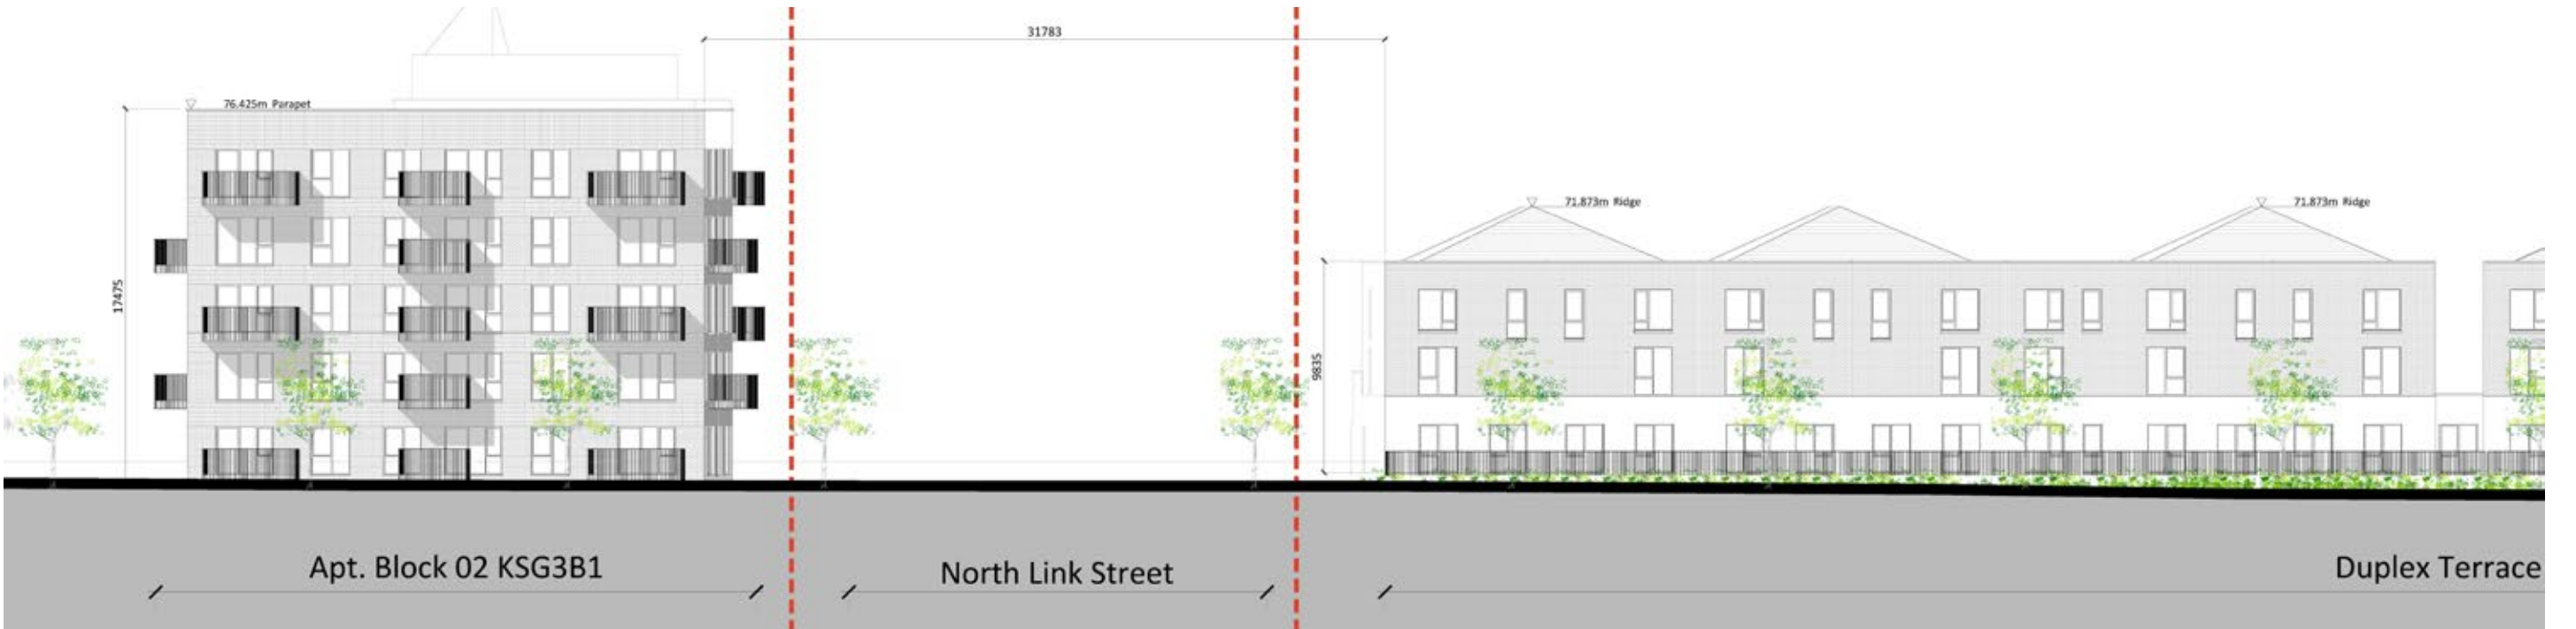 31783
76.425m Parapet
71.873m Ridge
71.873m Ridge
17475
9835
Apt. Block 02 KSG3B1
North Link Street
Duplex Terrace